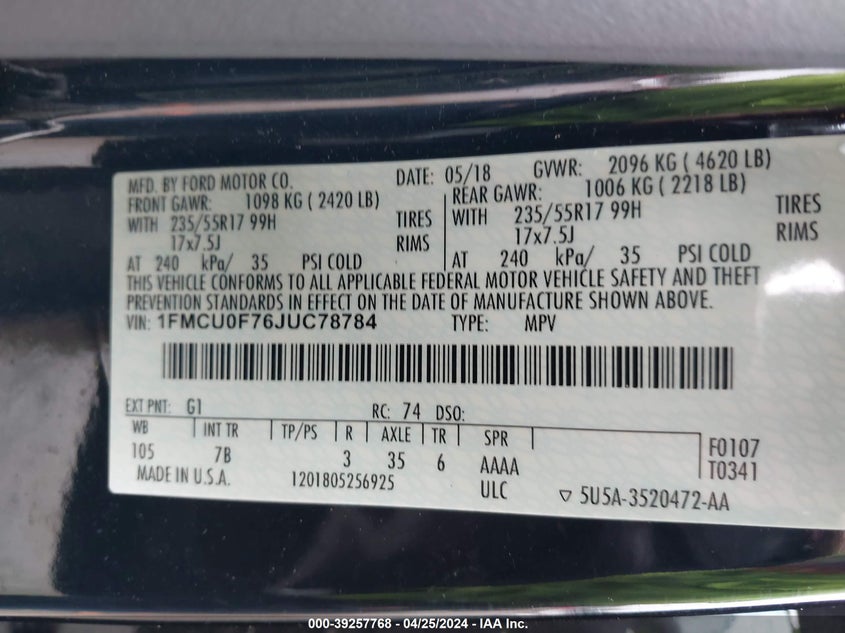 MFD. BY FORD MOTOR CO. DATE: 05/18 GVWR: 2096 KG ( 4620 LB)
FRONT GAWR: 1098 KG ( 2420 LB) REAR GAWR: 1006 KG ( 2218 LB)
WITH 235/55R17 99H TIRES WITH 235/55R17 99H TIRES
17x7.5J RIMS 17x7.5J RIMS
AT 240 kPa/ 35 PSI COLD AT 240 kPa/ 35 PSI COLD
THIS VEHICLE CONFORMS TO ALL APPLICABLE FEDERAL MOTOR VEHICLE SAFETY AND THEFT
PREVENTION STANDARDS IN EFFECT ON THE DATE OF MANUFACTURE SHOWN ABOVE.
VIN: 1FMCU0F76JUC78784 TYPE: MPV
EXT PNT: G1 RC: 74 DSO:
WB INT TR TP/PS R AXLE TR SPR F0107
105 7B 3 35 6 AAAA T0341
MADE IN U.S.A. 1201805256925 ULC ▽ 5U5A-3520472-AA
000-39257768 - 04/25/2024 - IAA Inc.